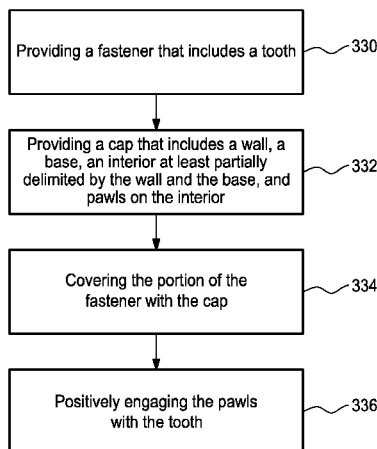 Providing a fastener that includes a tooth
330
Providing a cap that includes a wall, a
base, an interior at least partially
delimited by the wall and the base, and
pawls on the interior
332
Covering the portion of the
fastener with the cap
334
Positively engaging the pawls
with the tooth
336